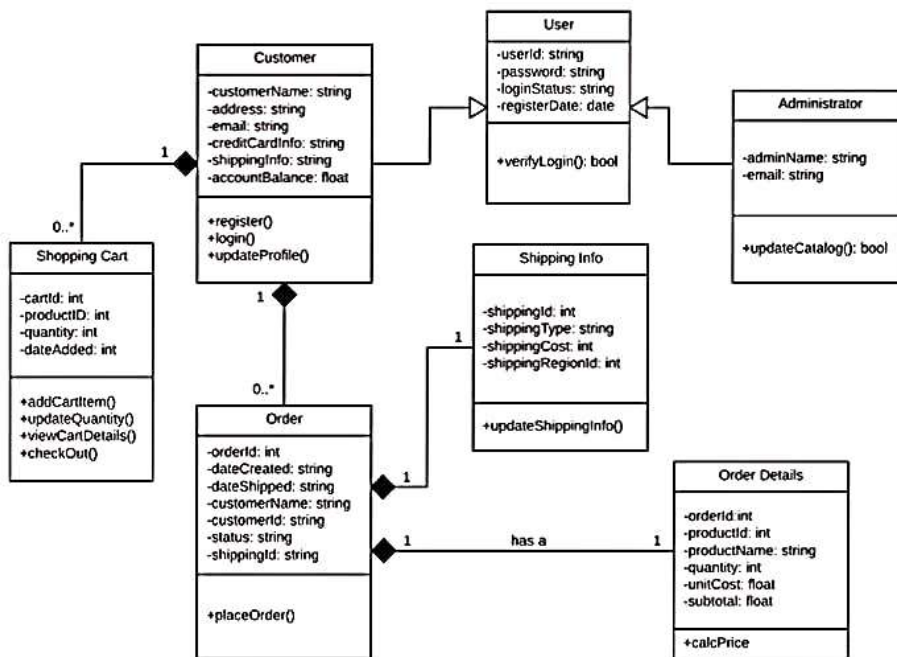 User
-userId: string
-password: string
-loginStatus: string
-registerDate: date
+verifyLogin(): bool
Customer
-customerName: string
-address: string
-email: string
-creditCardInfo: string
-shippingInfo: string
-accountBalance: float
+register()
+login()
+updateProfile()
Administrator
-adminName: string
-email: string
+updateCatalog(): bool
1
0..*
Shopping Cart
-cartId: int
-productID: int
-quantity: int
-dateAdded: int
+addCartItem()
+updateQuantity()
+viewCartDetails()
+checkOut()
1
0..*
Shipping Info
-shippingId: int
-shippingType: string
-shippingCost: int
-shippingRegionId: int
+updateShippingInfo()
1
1
Order
-orderId: int
-dateCreated: string
-dateShipped: string
-customerName: string
-customerId: string
-status: string
-shippingId: string
+placeOrder()
1 has a 1
Order Details
-orderId:int
-productId: int
-productName: string
-quantity: int
-unitCost: float
-subtotal: float
+calcPrice